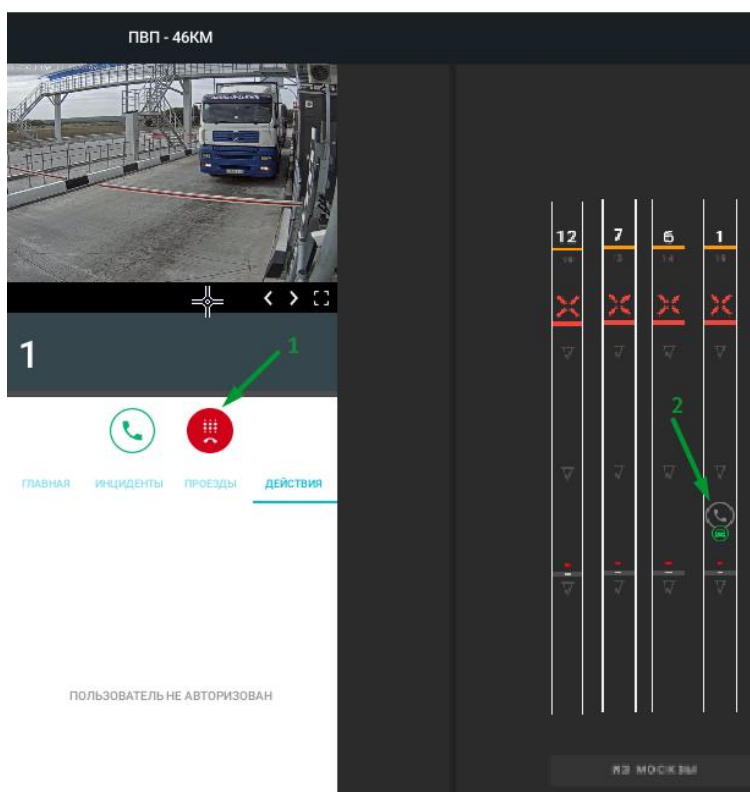 ПВП - 46КМ
12 7 6 1
1
1
2
ГЛАВНАЯ ИНЦИДЕНТЫ ПРОЕЗДЫ ДЕЙСТВИЯ
ПОЛЬЗОВАТЕЛЬ НЕ АВТОРИЗОВАН
ИЗ МОСКВЫ